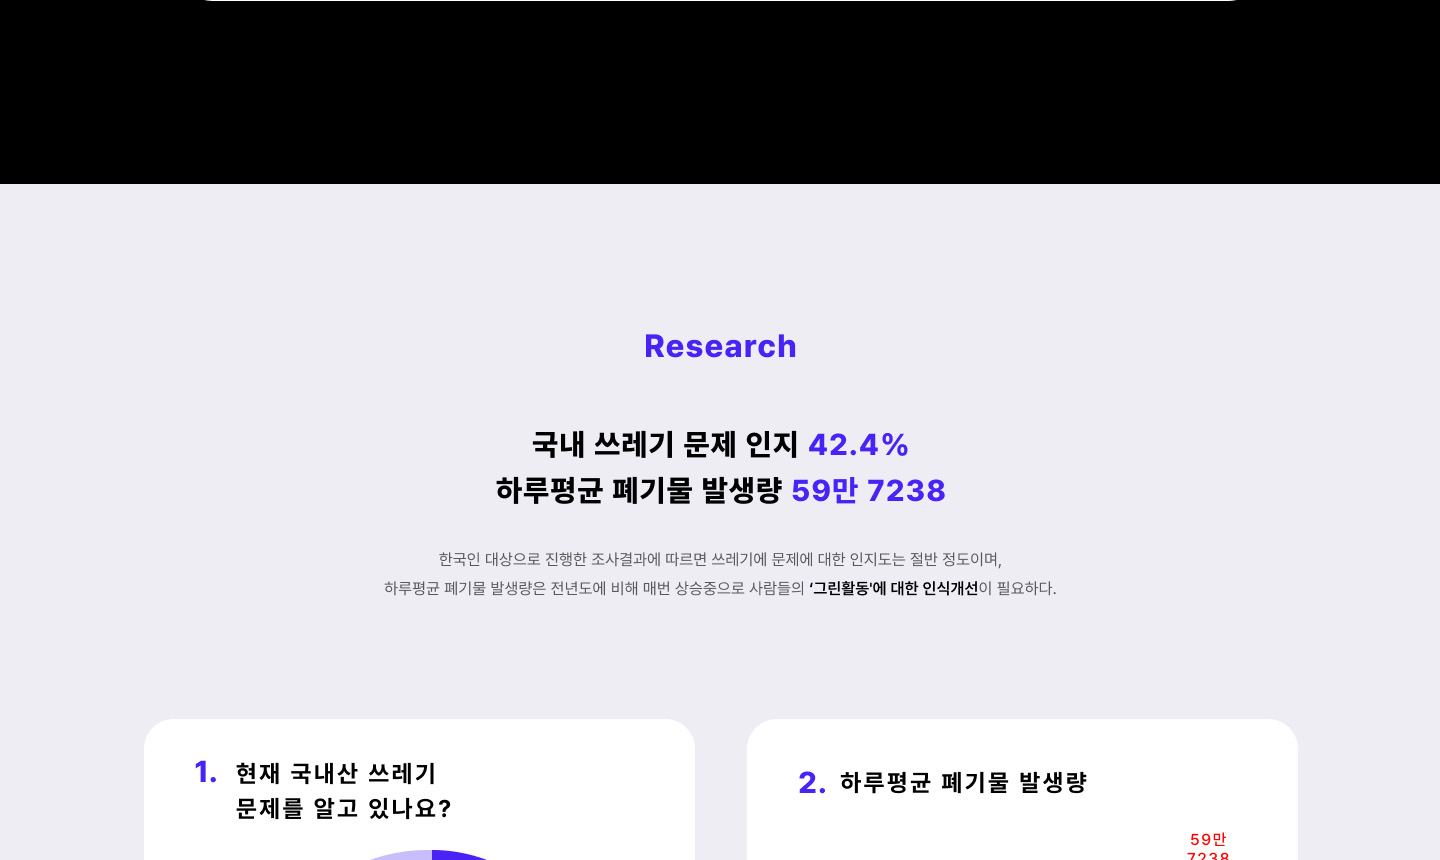 Research
국내 쓰레기 문제 인지 42.4%
하루평균 폐기물 발생량 59만 7238
한국인 대상으로 진행한 조사결과에 따르면 쓰레기에 문제에 대한 인지도는 절반 정도이며,
하루평균 폐기물 발생량은 전년도에 비해 매번 상승중으로 사람들의 ‘그린활동'에 대한 인식개선이 필요하다.
1. 현재 국내산 쓰레기
문제를 알고 있나요?
2. 하루평균 폐기물 발생량
59만
7238